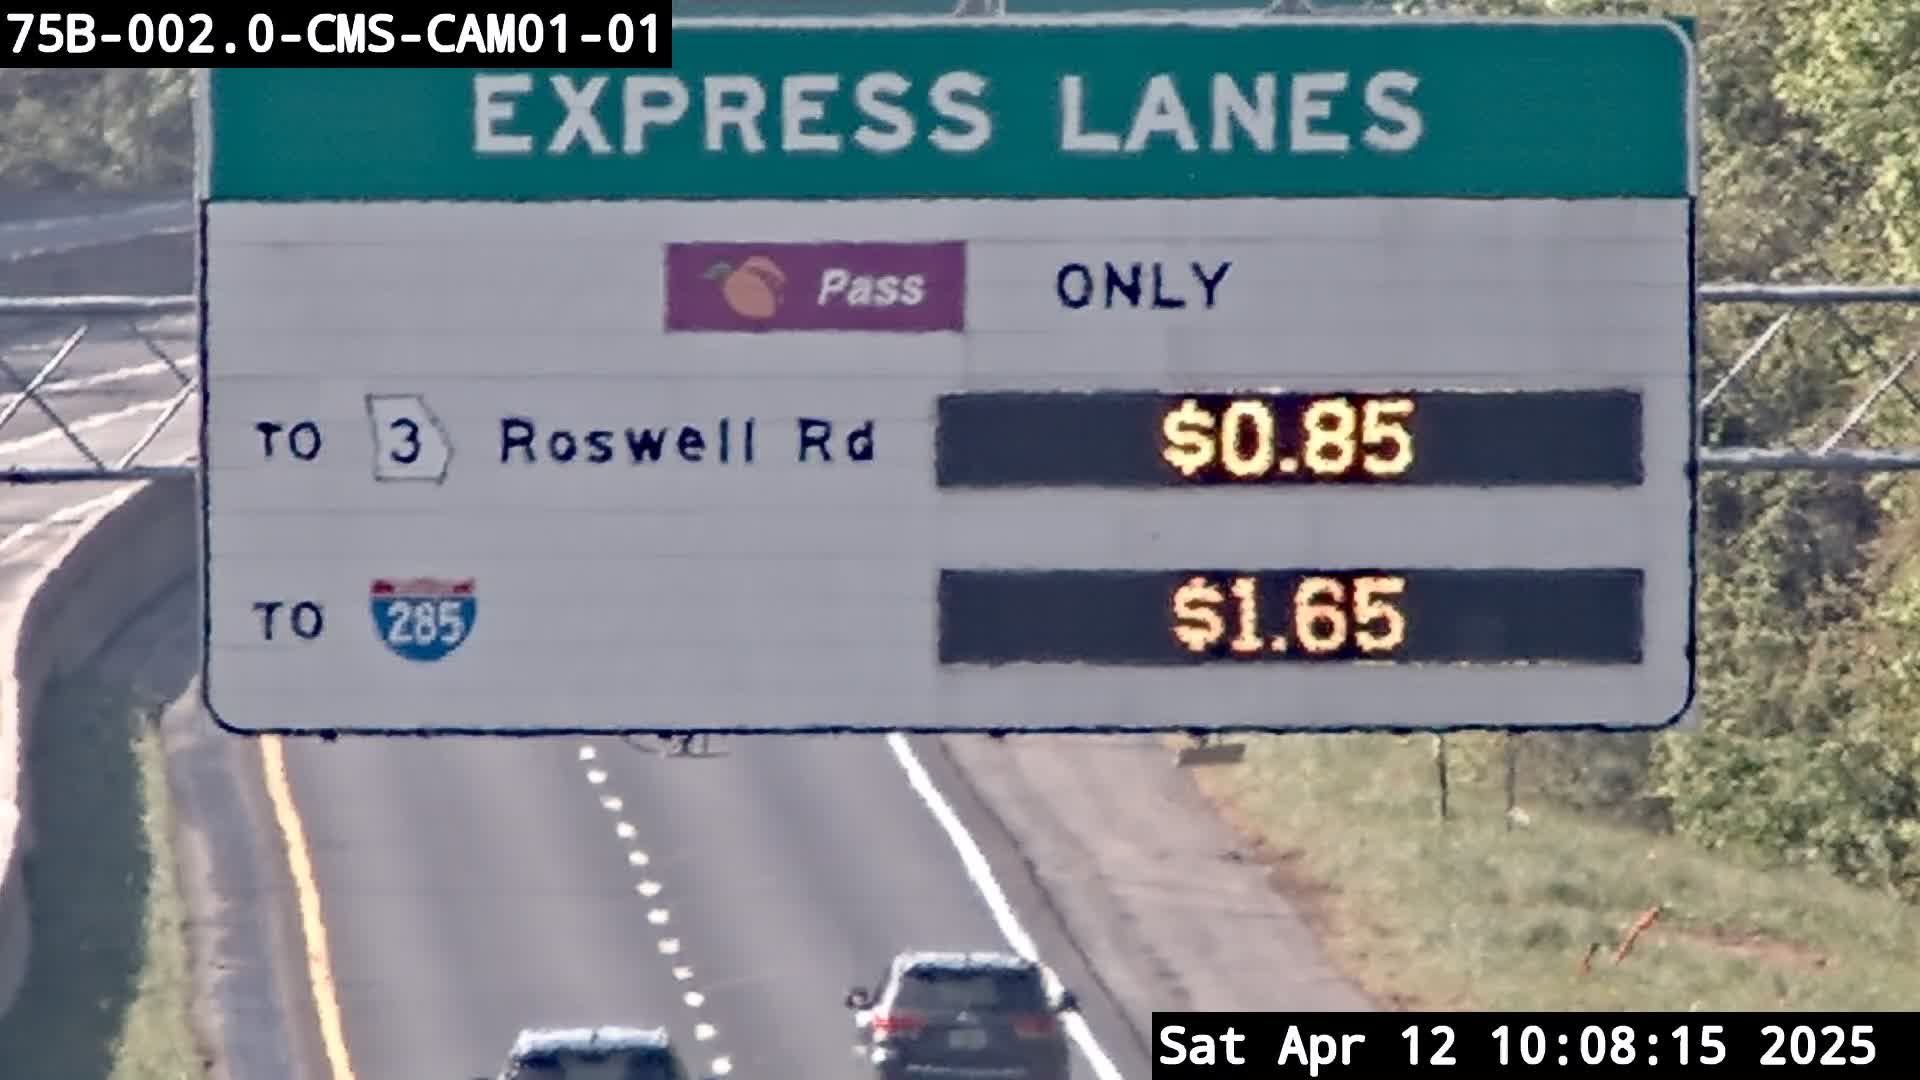 75B-002.0-CMS-CAM01-01
EXPRESS LANES
Pass ONLY
TO 3 Roswell Rd $0.85
TO 285 $1.65
Sat Apr 12 10:08:15 2025